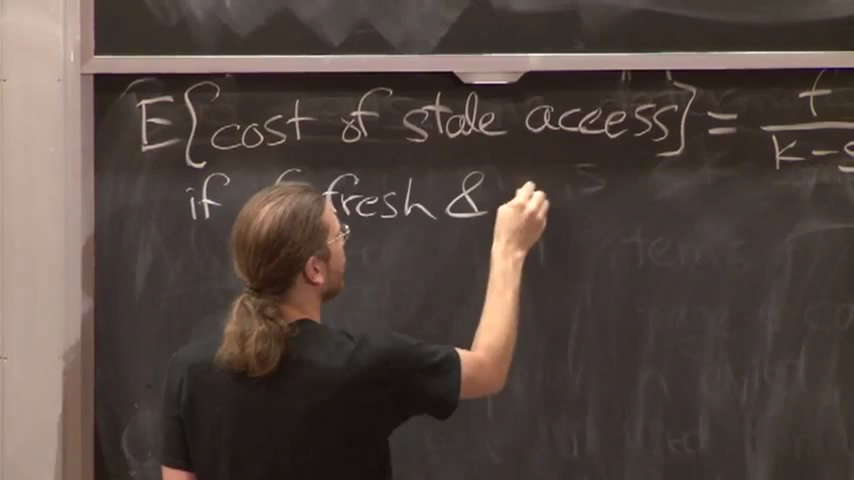 E[cost of stale access] = f / k - s
if f fresh &